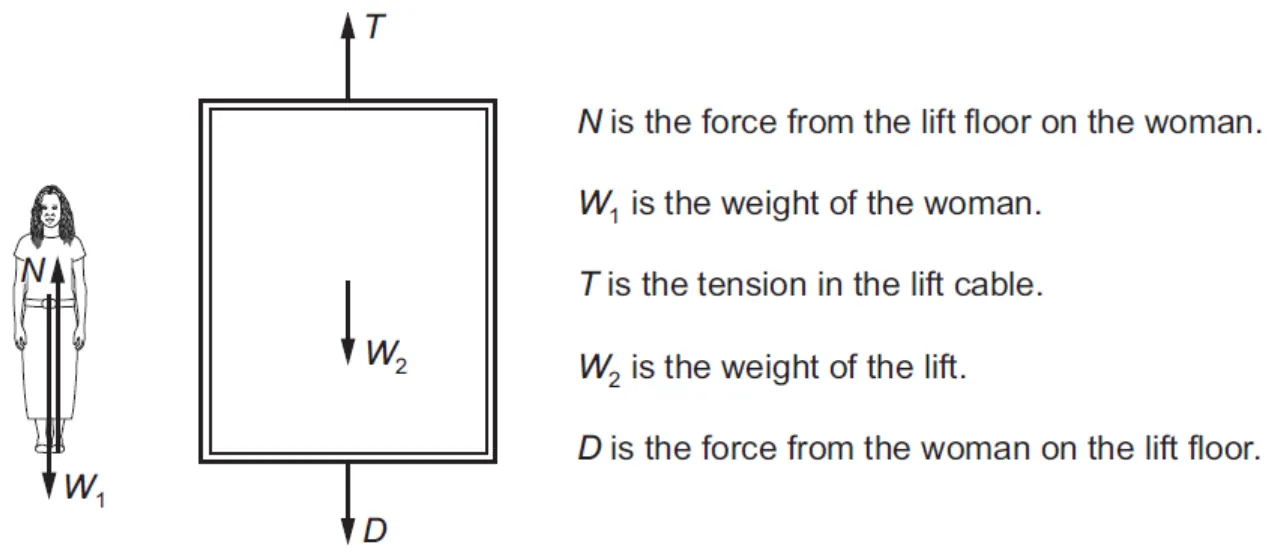 T
N is the force from the lift floor on the woman.
W₁ is the weight of the woman.
N
T is the tension in the lift cable.
W₂
W₂ is the weight of the lift.
D is the force from the woman on the lift floor.
W₁
D